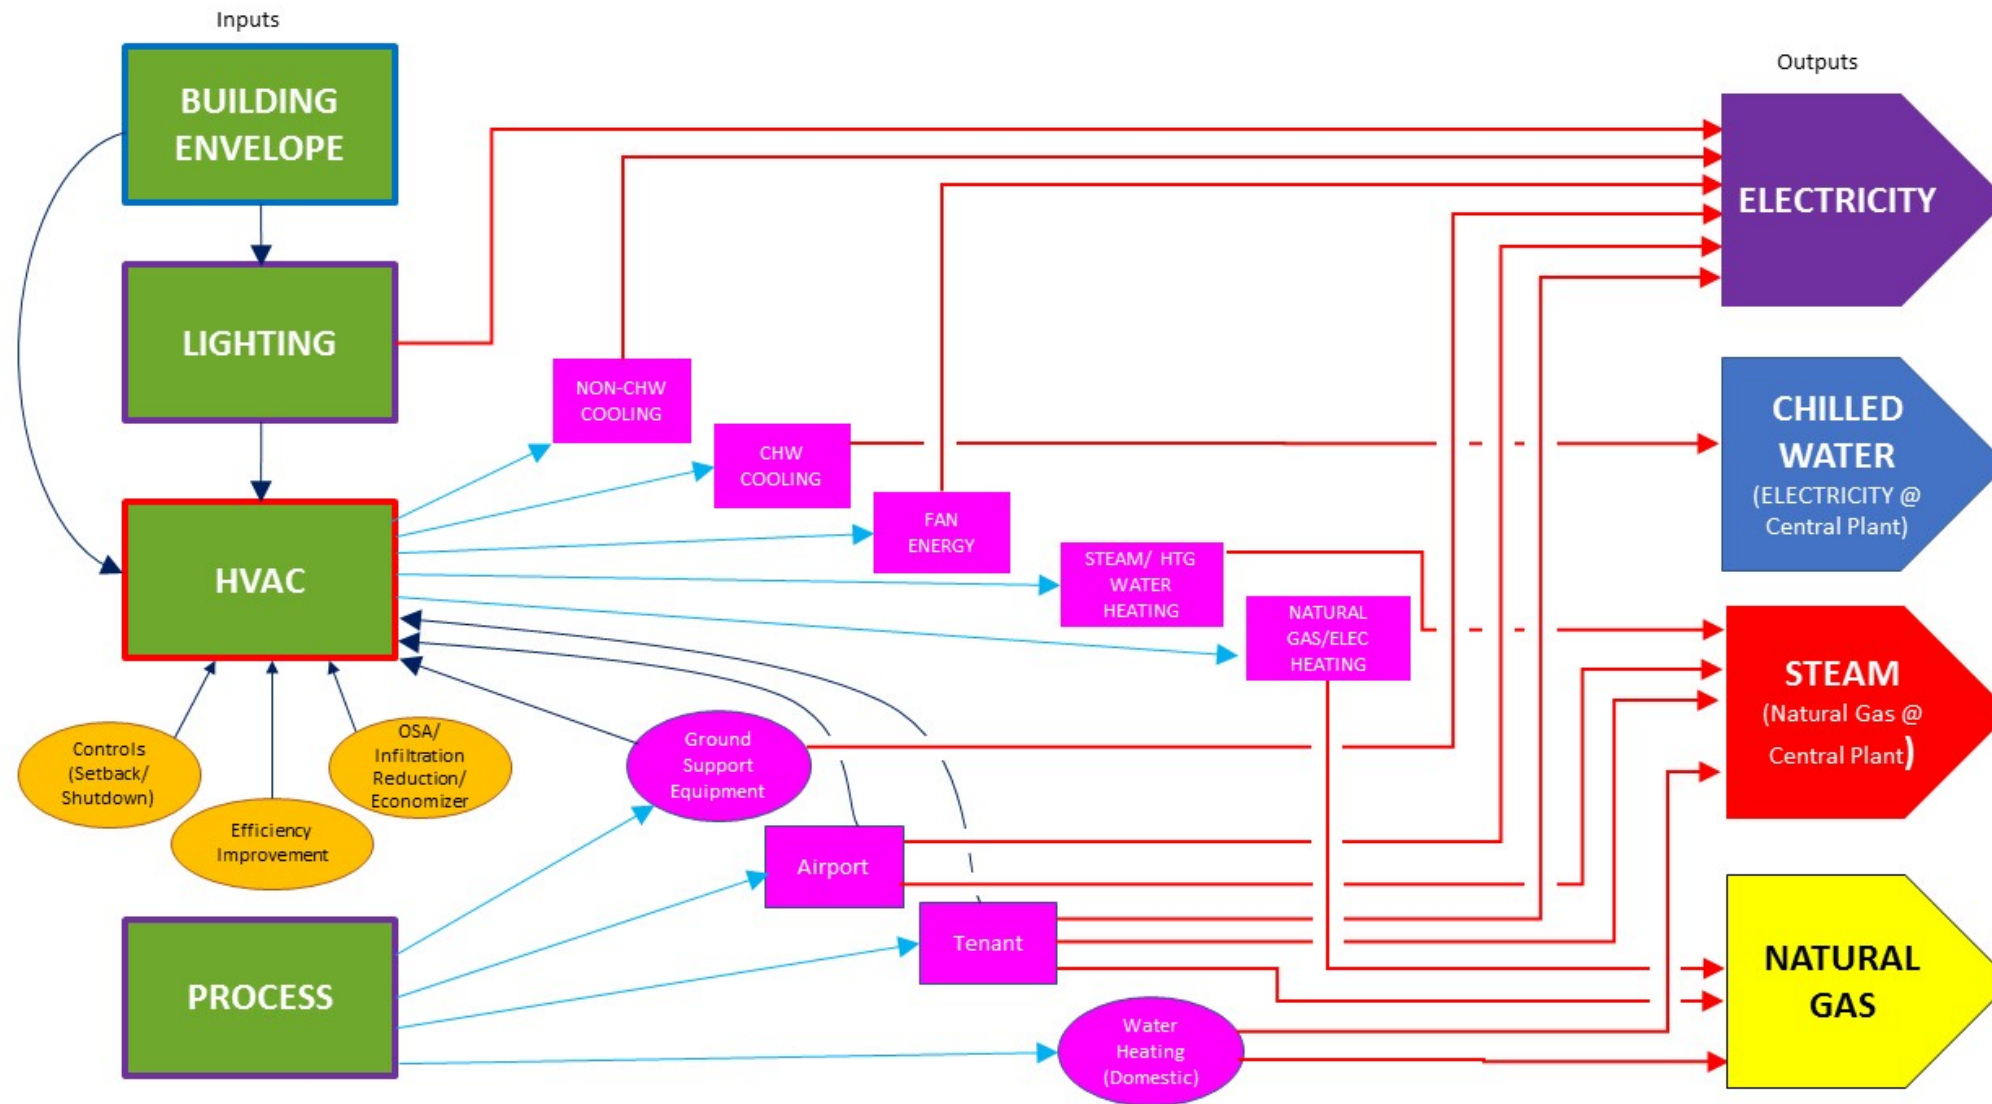 Inputs
BUILDING
ENVELOPE
LIGHTING
HVAC
Controls
(Setback/
Shutdown)
Efficiency
Improvement
OSA/
Infiltration
Reduction/
Economizer
PROCESS
NON-CHW
COOLING
CHW
COOLING
FAN
ENERGY
STEAM/ HTG
WATER
HEATING
NATURAL
GAS/ELEC
HEATING
Ground
Support
Equipment
Airport
Tenant
Water
Heating
(Domestic)
Outputs
ELECTRICITY
CHILLED
WATER
(ELECTRICITY @
Central Plant)
STEAM
(Natural Gas @
Central Plant)
NATURAL
GAS